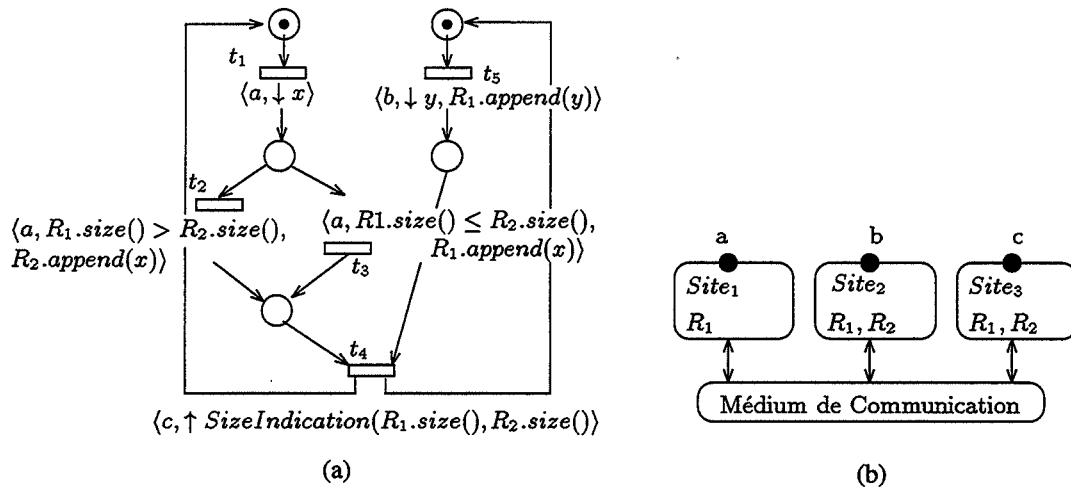 t₁
t₅
⟨a, ↓ x⟩
⟨b, ↓ y, R₁.append(y)⟩
t₂
⟨a, R₁.size() > R₂.size(),
R₂.append(x)⟩
⟨a, R1.size() ≤ R₂.size(),
R₁.append(x)⟩
t₃
t₄
⟨c, ↑ SizeIndication(R₁.size(), R₂.size()⟩
(a)
a b c
Site₁ Site₂ Site₃
R₁ R₁, R₂ R₁, R₂
Médium de Communication
(b)